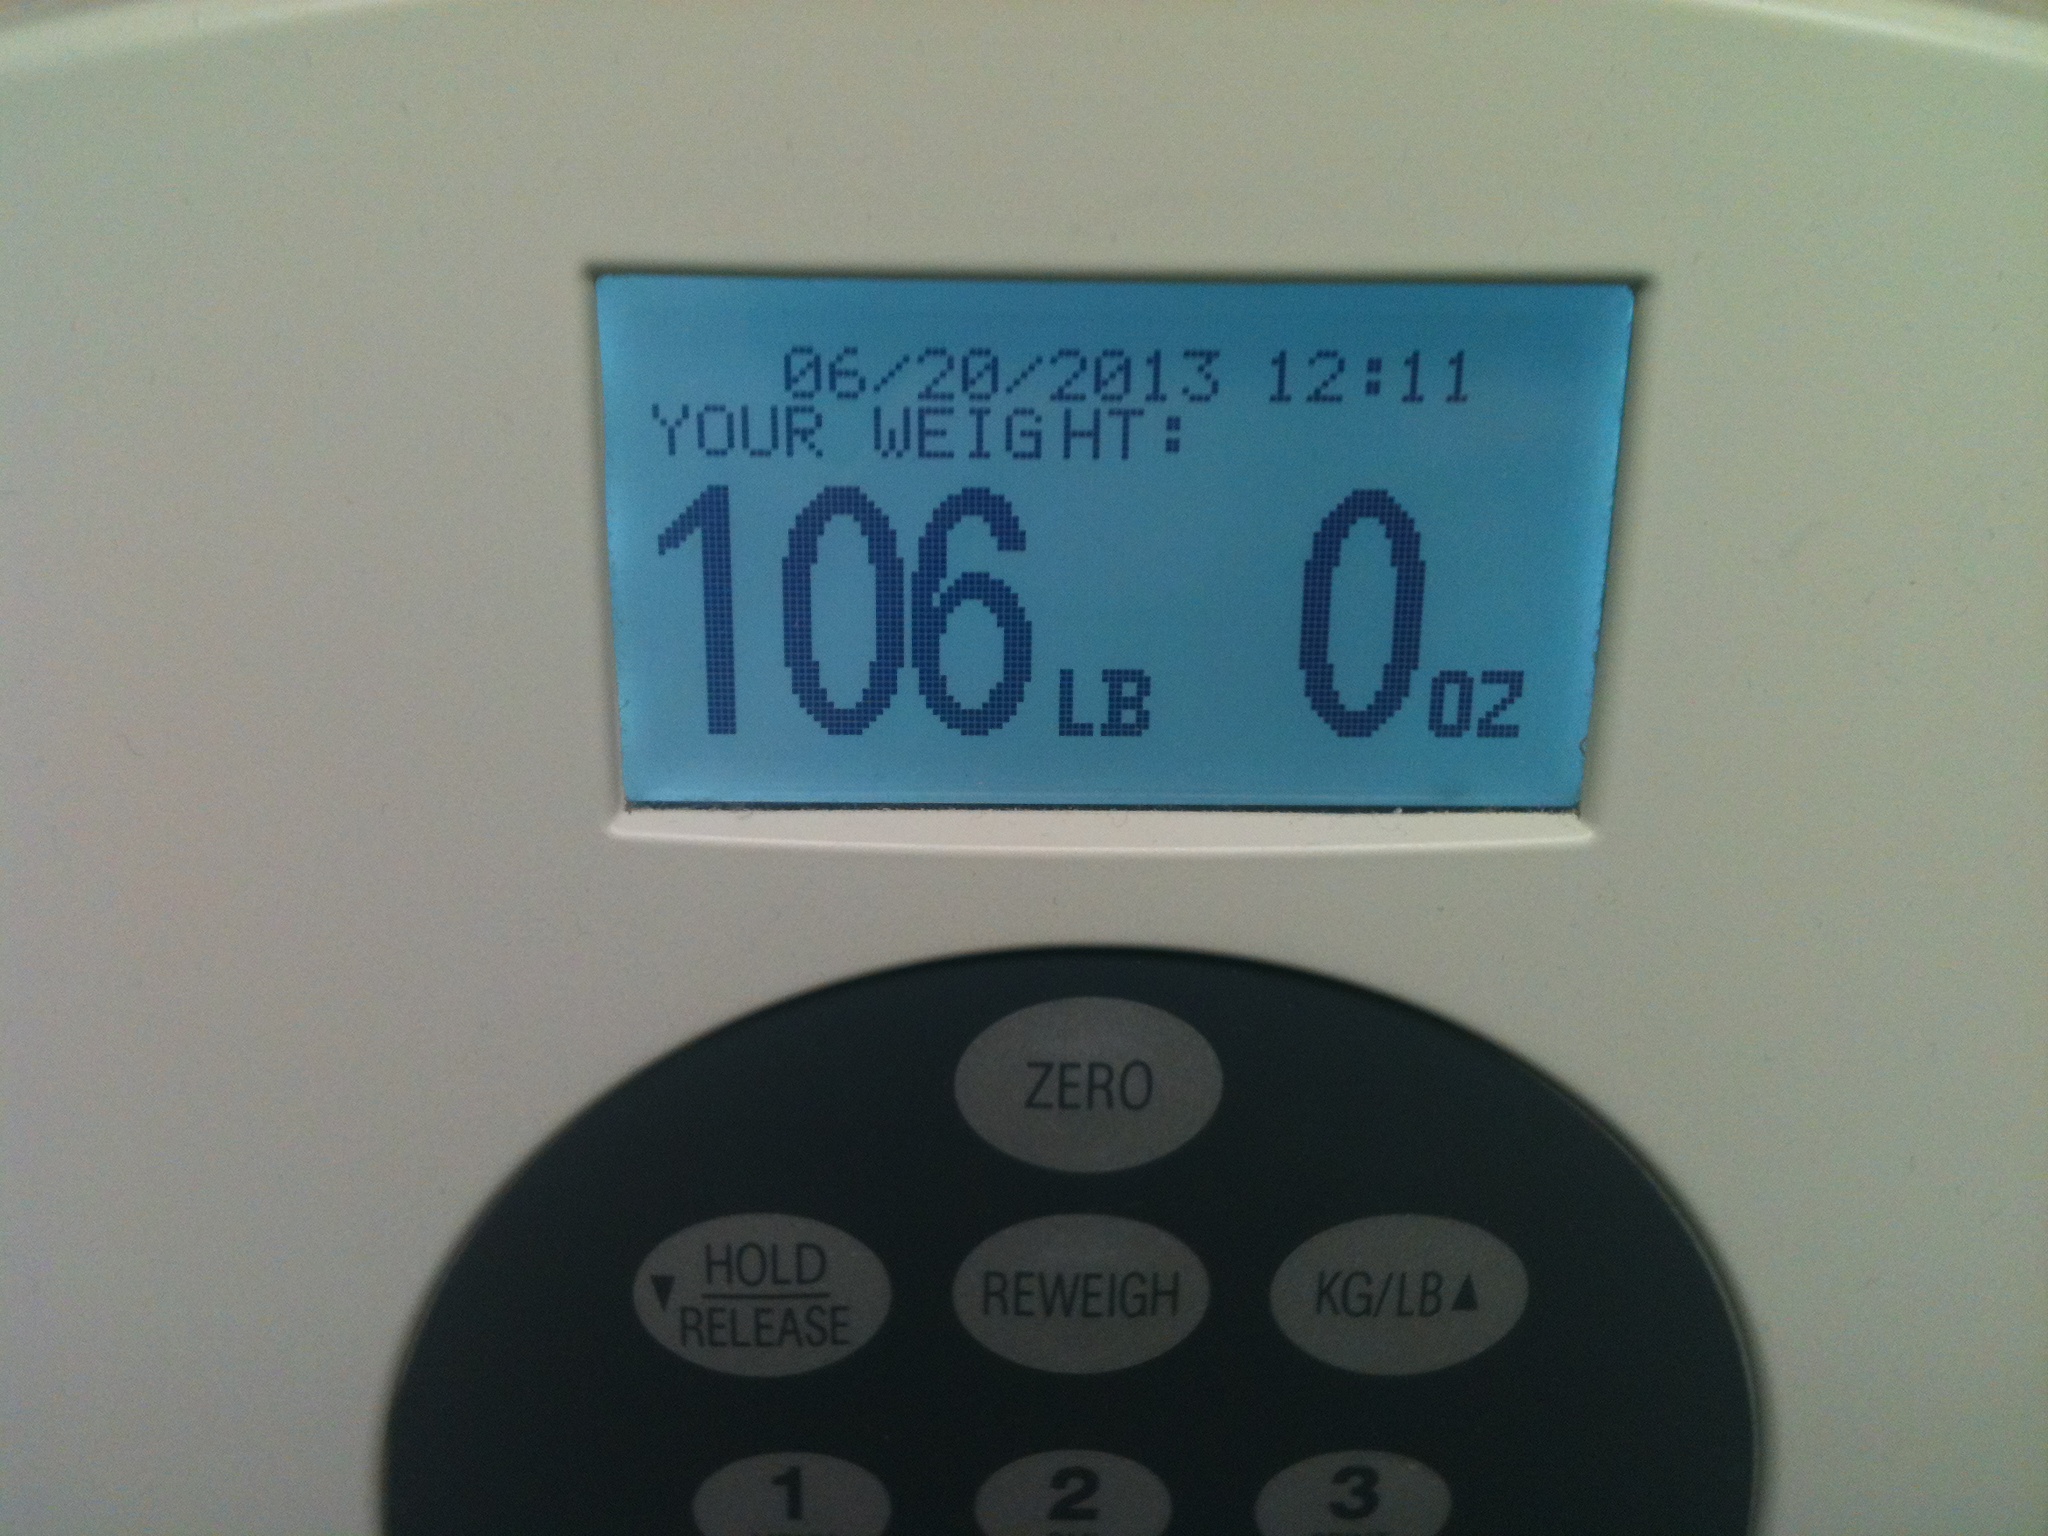 06/20/2013 12:11
YOUR WEIGHT:
106 LB 0 OZ
ZERO
▼ HOLD
RELEASE
REWEIGH
KG/LB ▲
1 2 3